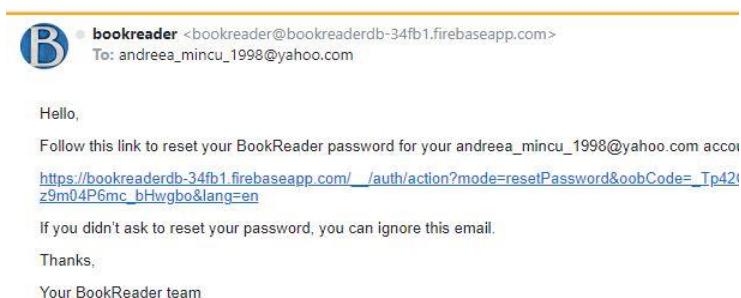 B
bookreader <bookreader@bookreaderdb-34fb1.firebaseapp.com>
To: andreea_mincu_1998@yahoo.com
Hello,
Follow this link to reset your BookReader password for your andreea_mincu_1998@yahoo.com accou
https://bookreaderdb-34fb1.firebaseapp.com/__/auth/action?mode=resetPassword&oobCode=_Tp42
z9m04P6mc_bHwgbo&lang=en
If you didn't ask to reset your password, you can ignore this email.
Thanks,
Your BookReader team